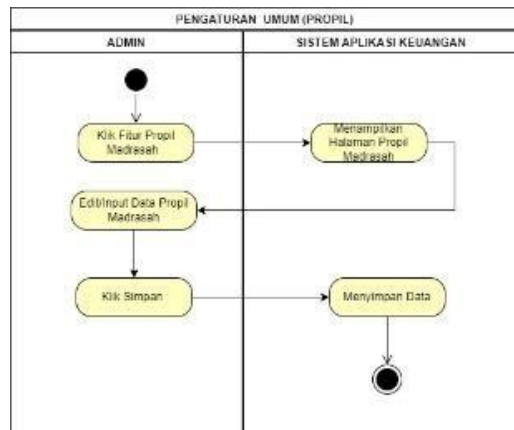 PENGATURAN UMUM (PROPIL)
ADMIN
SISTEM APLIKASI KEUANGAN
Klik Fitur Propil
Madrasah
Menampilkan
Halaman Propil
Madrasah
Edit/Input Data Propil
Madrasah
Klik Simpan
Menyimpan Data